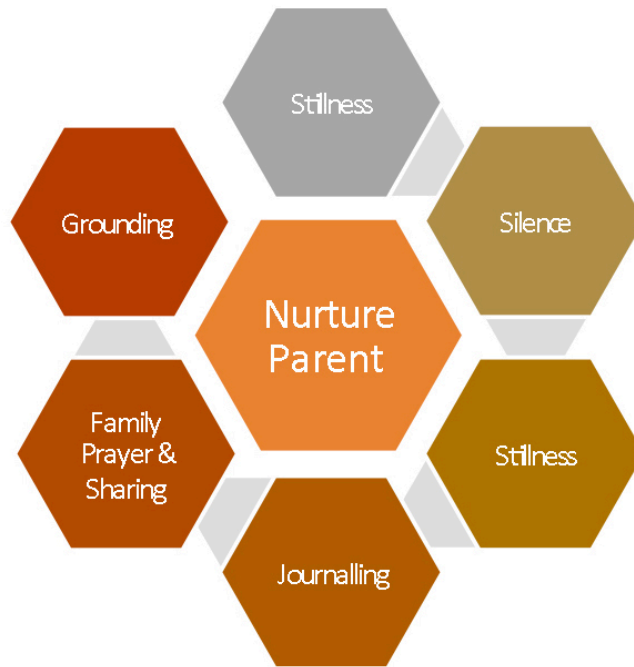 Stillness
Grounding
Silence
Nurture
Parent
Family
Prayer &
Sharing
Stillness
Journalling